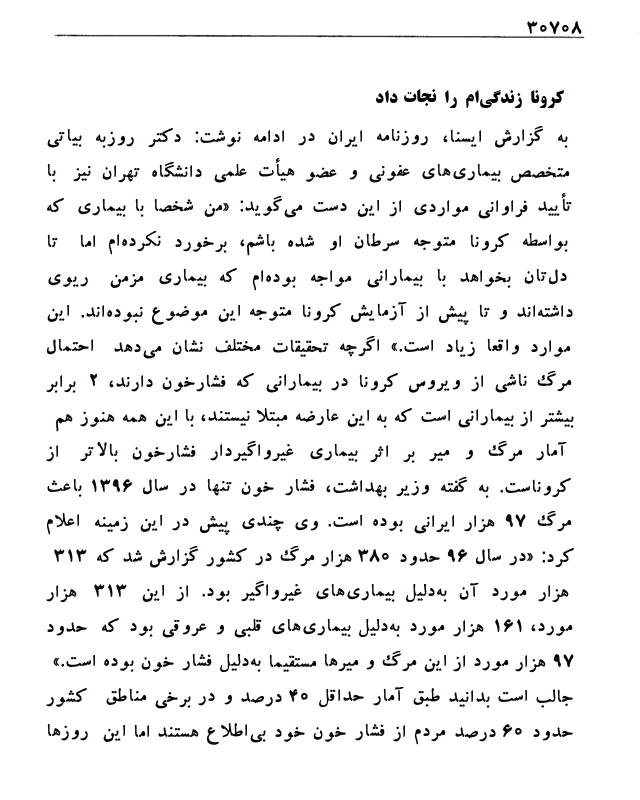 ۳۰۷۰۸
کرونا زندگی‌ام را نجات داد
به گزارش ایسنا، روزنامه ایران در ادامه نوشت: دکتر روزبه بیاتی
متخصص بیماری‌های عفونی و عضو هیأت علمی دانشگاه تهران نیز با
تأیید فراوانی مواردی از این دست می‌گوید: «من شخصا با بیماری که
بواسطه کرونا متوجه سرطان او شده باشم، برخورد نکرده‌ام اما تا
دل‌تان بخواهد با بیمارانی مواجه بوده‌ام که بیماری مزمن ریوی
داشته‌اند و تا پیش از آزمایش کرونا متوجه این موضوع نبوده‌اند. این
موارد واقعا زیاد است.» اگرچه تحقیقات مختلف نشان می‌دهد احتمال
مرگ ناشی از ویروس کرونا در بیمارانی که فشارخون دارند، ۲ برابر
بیشتر از بیمارانی است که به این عارضه مبتلا نیستند، با این همه هنوز هم
آمار مرگ و میر بر اثر بیماری غیرواگیردار فشارخون بالاتر از
کروناست. به گفته وزیر بهداشت، فشار خون تنها در سال ۱۳۹۶ باعث
مرگ ۹۷ هزار ایرانی بوده است. وی چندی پیش در این زمینه اعلام
کرد: «در سال ۹۶ حدود ۳۸۰ هزار مرگ در کشور گزارش شد که ۳۱۳
هزار مورد آن به‌دلیل بیماری‌های غیرواگیر بود. از این ۳۱۳ هزار
مورد، ۱۶۱ هزار مورد به‌دلیل بیماری‌های قلبی و عروقی بود که حدود
۹۷ هزار مورد از این مرگ و میرها مستقیما به‌دلیل فشار خون بوده است.»
جالب است بدانید طبق آمار حداقل ۴۰ درصد و در برخی مناطق کشور
حدود ۶۰ درصد مردم از فشار خون خود بی‌اطلاع هستند اما این روزها